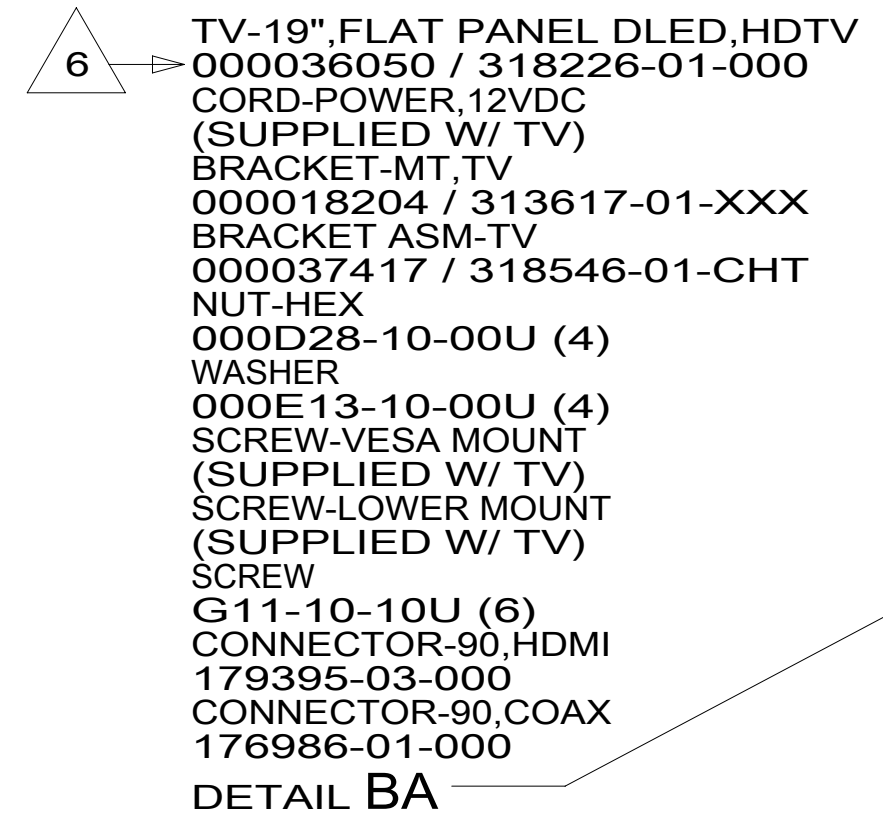 TV-19",FLAT PANEL DLED,HDTV
6
000036050 / 318226-01-000
CORD-POWER,12VDC
(SUPPLIED W/ TV)
BRACKET-MT,TV
000018204 / 313617-01-XXX
BRACKET ASM-TV
000037417 / 318546-01-CHT
NUT-HEX
000D28-10-00U (4)
WASHER
000E13-10-00U (4)
SCREW-VESA MOUNT
(SUPPLIED W/ TV)
SCREW-LOWER MOUNT
(SUPPLIED W/ TV)
SCREW
G11-10-10U (6)
CONNECTOR-90,HDMI
179395-03-000
CONNECTOR-90,COAX
176986-01-000
DETAIL BA